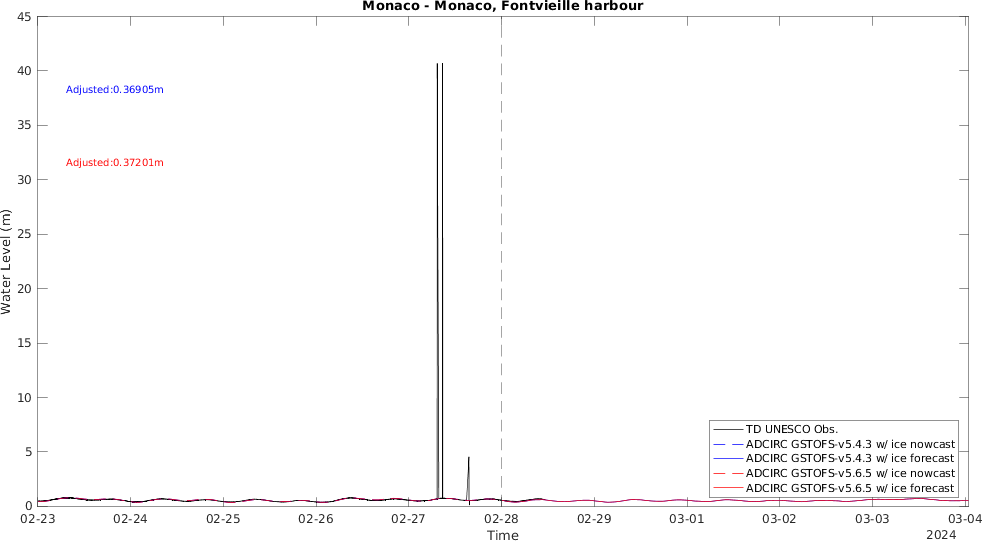 Monaco - Monaco, Fontvieille harbour
45
40
35
30
25
20
15
10
5
0
Water Level (m)
Adjusted:0.36905m
Adjusted:0.37201m
TD UNESCO Obs.
ADCIRC GSTOFS-v5.4.3 w/ ice nowcast
ADCIRC GSTOFS-v5.4.3 w/ ice forecast
ADCIRC GSTOFS-v5.6.5 w/ ice nowcast
ADCIRC GSTOFS-v5.6.5 w/ ice forecast
02-23 02-24 02-25 02-26 02-27 02-28 02-29 03-01 03-02 03-03 03-04
Time
2024